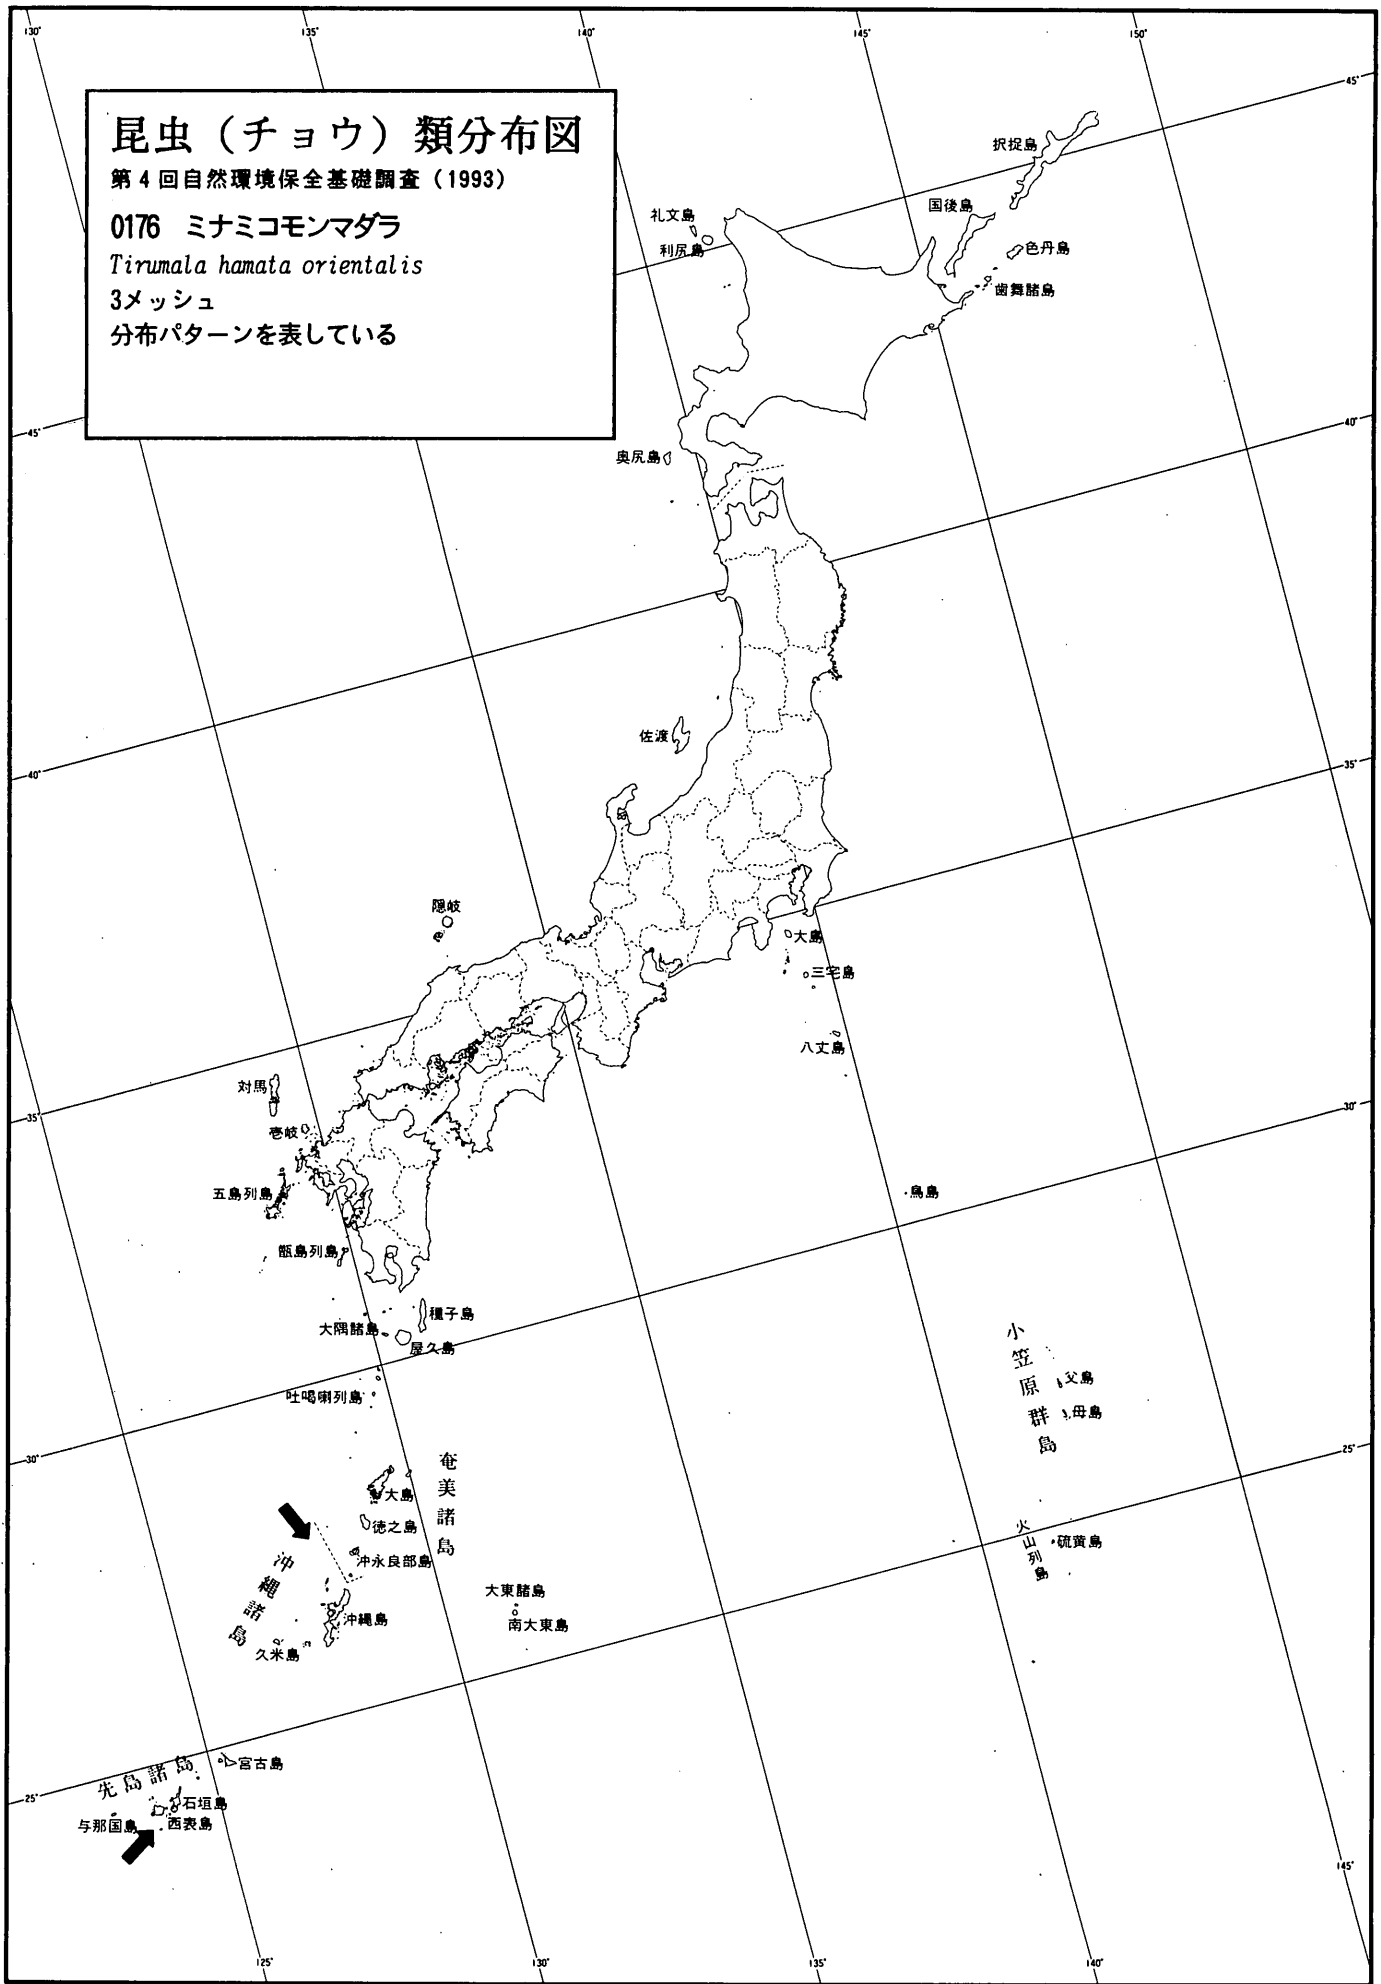 130°
135°
140°
145°
150°
昆虫（チョウ）類分布図
第4回自然環境保全基礎調査（1993）
0176　ミナミコモンマダラ
Tirumala hamata orientalis
3メッシュ
分布パターンを表している
45°
択捉島
国後島
礼文島
利尻島
色丹島
歯舞諸島
40°
45°
奥尻島
佐渡
35°
40°
隠岐
大島
三宅島
八丈島
対馬
35°
30°
壱岐
五島列島
鳥島
甑島列島
種子島
大隅諸島
屋久島
吐噶喇列島
小笠原群島
父島
母島
30°
25°
奄美諸島
大島
徳之島
沖永良部島
火山列島
硫黄島
沖縄諸島
大東諸島
沖縄島
南大東島
久米島
先島諸島
宮古島
25°
石垣島
与那国島
西表島
145°
125°
130°
135°
140°